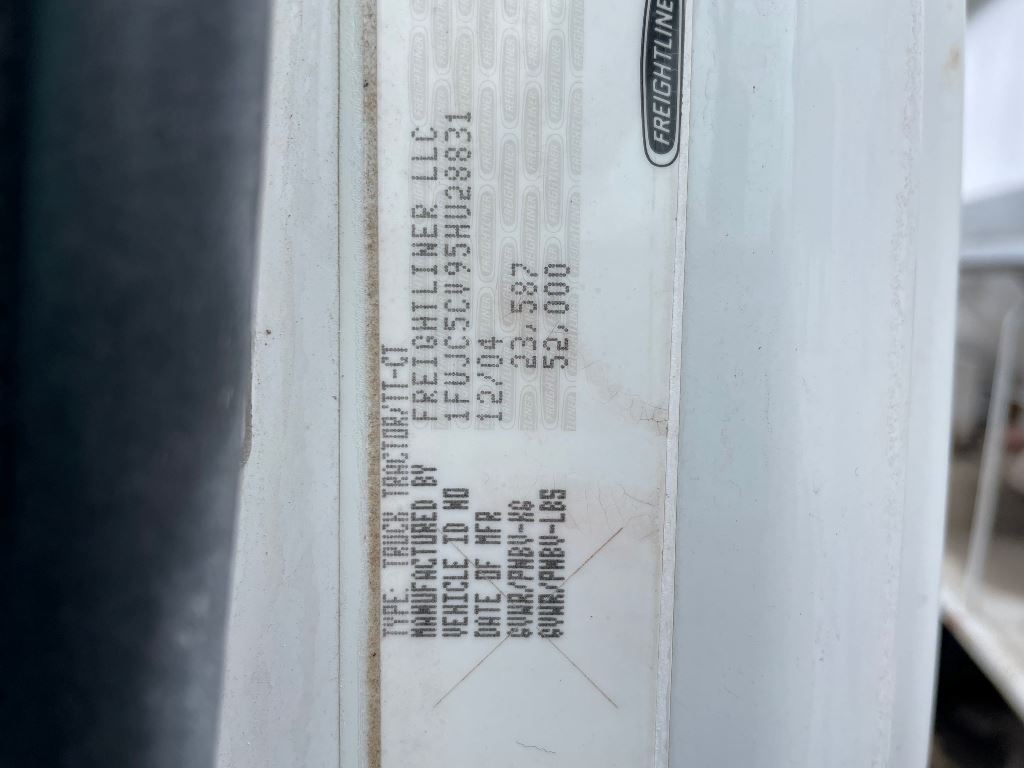 TYPE: TRUCK TRACTOR/TT-CT
MANUFACTURED BY FREIGHTLINER LLC
VEHICLE ID NO 1FUJC5CV95HU28831
DATE OF MFR 12/04
GVWR/PNBV-KG 23,587
GVWR/PNBV-LBS 52,000
FREIGHTLINER